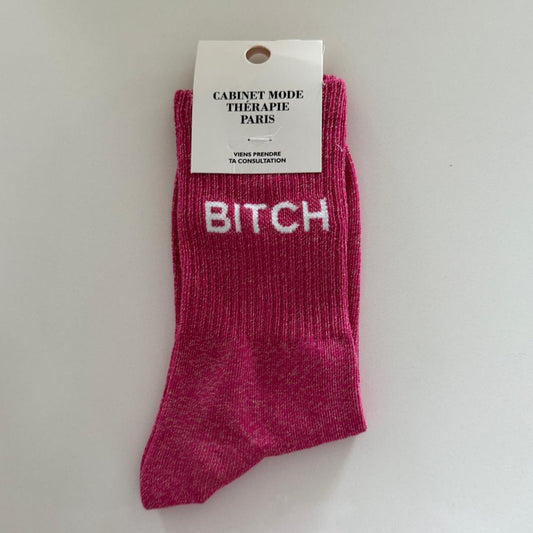 CABINET MODE
THÉRAPIE
PARIS
VIENS PRENDRE
TA CONSULTATION
BITCH